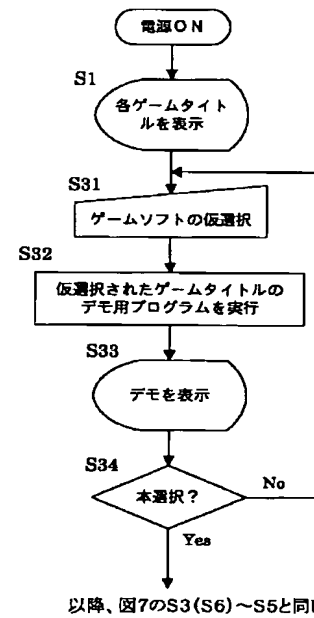 電源ON
S1
各ゲームタイト
ルを表示
S31
ゲームソフトの仮選択
S32
仮選択されたゲームタイトルの
デモ用プログラムを実行
S33
デモを表示
S34
本選択？
No
Yes
以降、図7のS3(S6)～S5と同じ